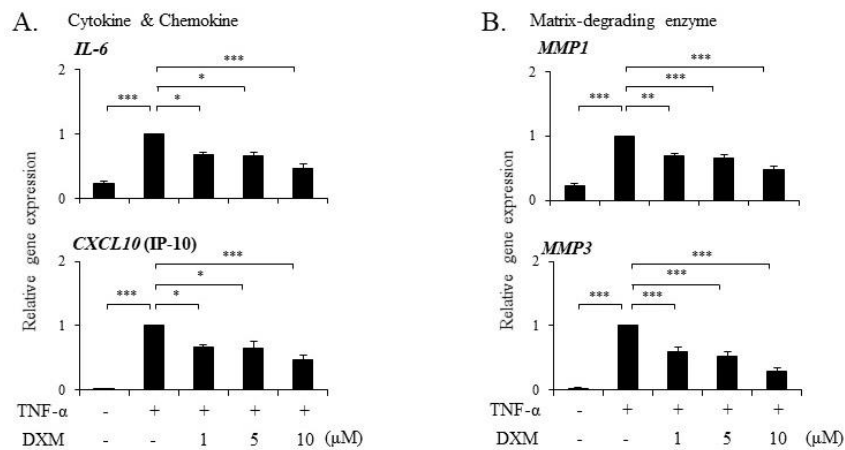 A. Cytokine & Chemokine
IL-6
2
***
*
*** *
1
0
CXCL10 (IP-10)
2
***
*
*** *
1
0
Relative gene expression
TNF-α - + + + +
DXM - - 1 5 10 (µM)
B. Matrix-degrading enzyme
MMP1
2
***
***
*** **
1
0
MMP3
2
***
***
*** ***
1
0
Relative gene expression
- + + + +
- - 1 5 10 (µM)
TNF-α
DXM